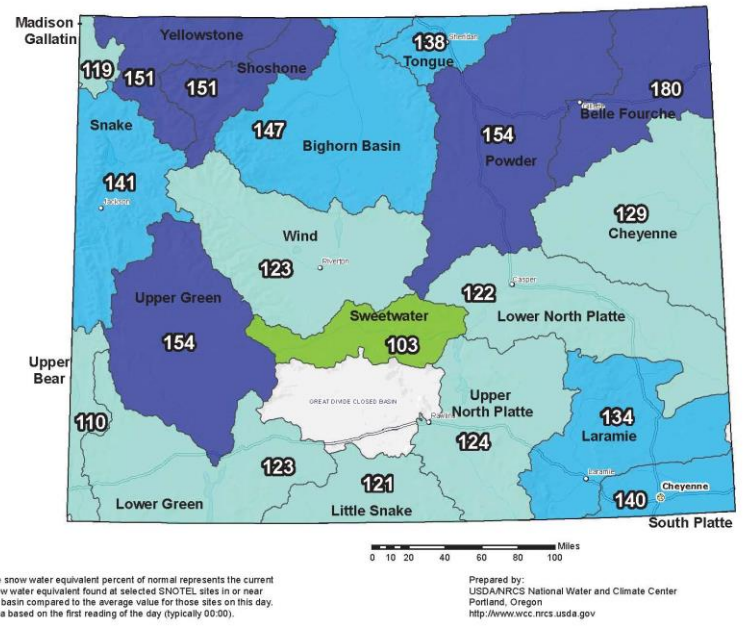 Madison
Gallatin
119
Yellowstone
151
Shoshone
151
138
Sheridan
Tongue
180
Gillette
Belle Fourche
Snake
147
Bighorn Basin
154
Powder
141
Jackson
129
Cheyenne
Wind
123
Riverton
Upper Green
154
122
Casper
Lower North Platte
Sweetwater
103
Upper
Bear
110
GREAT DIVIDE CLOSED BASIN
Rawlins
Upper
North Platte
124
134
Laramie
Laramie
123
Lower Green
121
Little Snake
140
Cheyenne
South Platte
0 10 20 40 60 80 100
Miles
snow water equivalent percent of normal represents the current
water equivalent found at selected SNOTEL sites in or near
basin compared to the average value for those sites on this day.
based on the first reading of the day (typically 00:00).
Prepared by:
USDA/NRCS National Water and Climate Center
Portland, Oregon
http://www.wcc.nrcs.usda.gov